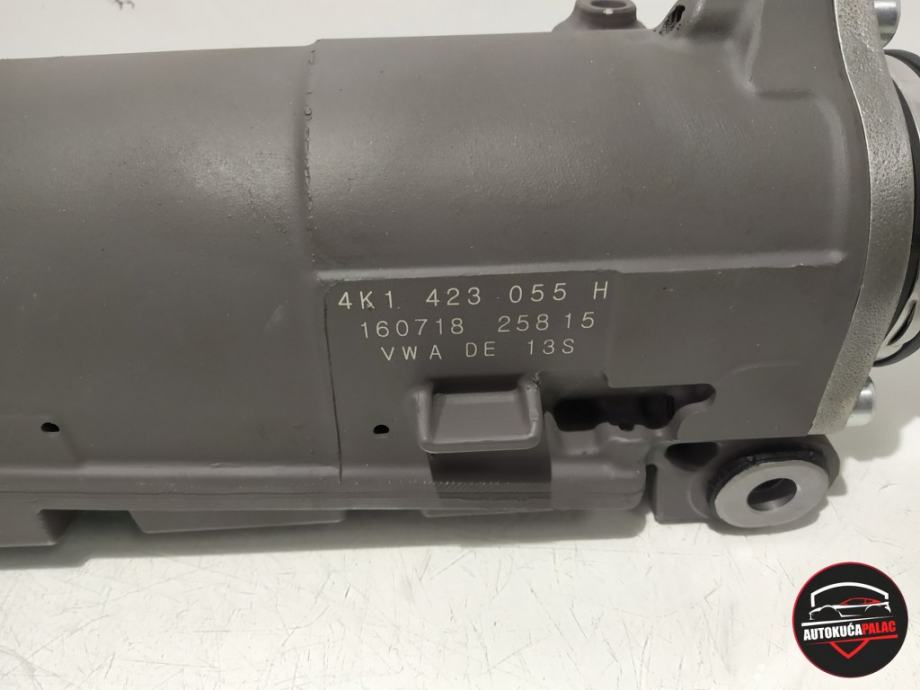 4K1 423 055 H
160718 25815
VWA DE 13S
AUTOKUĆAPALAC